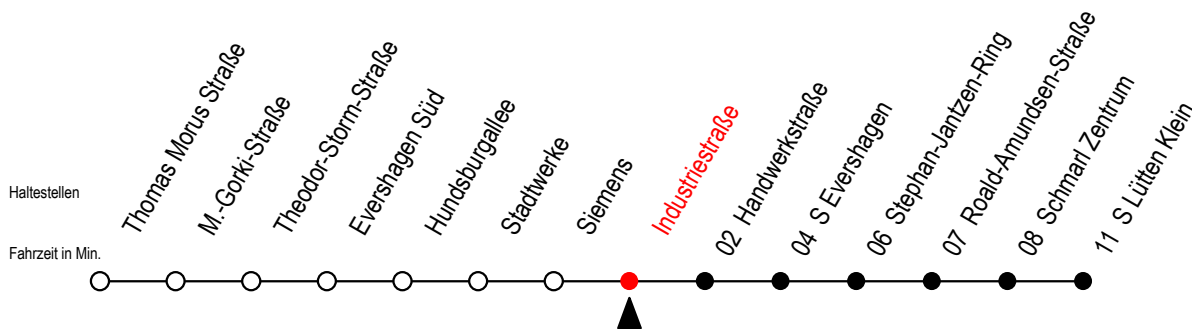 Haltestellen
Fahrzeit in Min.
Thomas Morus Straße
M.-Gorki-Straße
Theodor-Storm-Straße
Evershagen Süd
Hundsburgallee
Stadtwerke
Siemens
Industriestraße
02 Handwerkstraße
04 S Evershagen
06 Stephan-Jantzen-Ring
07 Roald-Amundsen-Straße
08 Schmarl Zentrum
11 S Lütten Klein